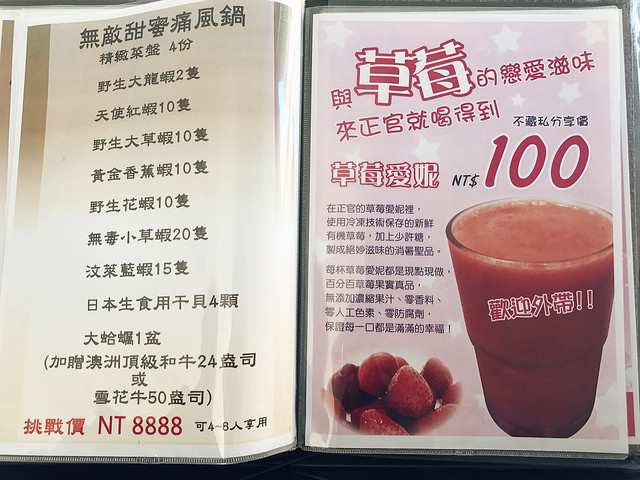 無敵甜蜜痛風鍋
精緻菜盤 4份
野生大龍蝦2隻
天使紅蝦10隻
野生大草蝦10隻
黃金香蕉蝦10隻
野生花蝦10隻
無毒小草蝦20隻
汶萊藍蝦15隻
日本生食用干貝4顆
大蛤蠣1盆
(加贈澳洲頂級和牛24盎司
或
雪花牛50盎司)
挑戰價 NT 8888 可4~8人享用
與草莓的戀愛滋味
來正官就喝得到
不藏私分享價
草莓愛妮 NT$ 100
在正官的草莓愛妮裡,
使用冷凍技術保存的新鮮
有機草莓,加上少許糖,
製成絕妙滋味的消暑聖品。
每杯草莓愛妮都是現點現做,
百分百草莓果實真品,
無添加濃縮果汁、零香料、
零人工色素、零防腐劑,
保證每一口都是滿滿的幸福!
歡迎外帶!!